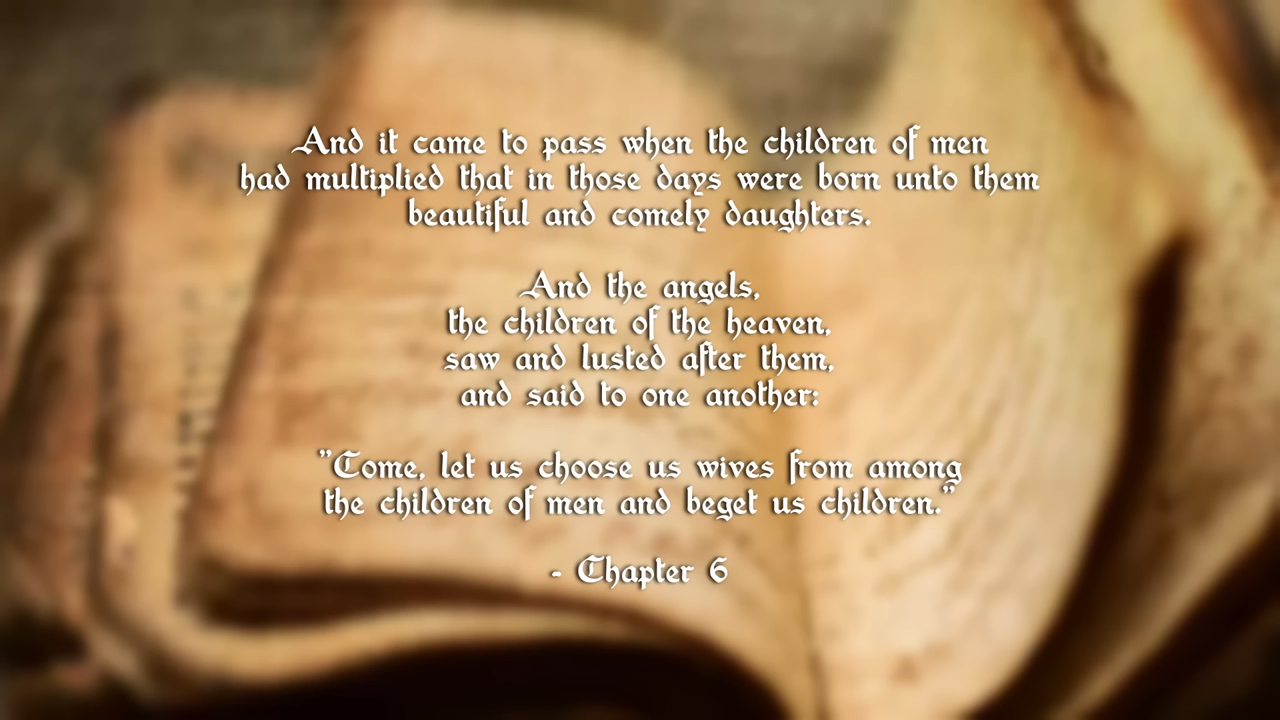 And it came to pass when the children of men
had multiplied that in those days were born unto them
beautiful and comely daughters.
And the angels,
the children of the heaven,
saw and lusted after them,
and said to one another:
"Come, let us choose us wives from among
the children of men and beget us children."
- Chapter 6